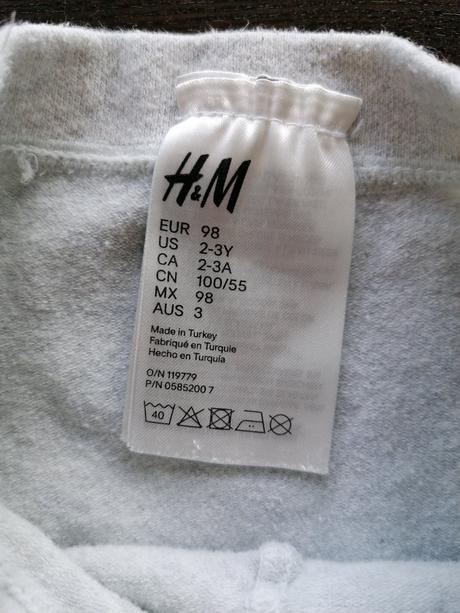 H&M
EUR 98
US 2-3Y
CA 2-3A
CN 100/55
MX 98
AUS 3
Made in Turkey
Fabriqué en Turquie
Hecho en Turquía
O/N 119779
P/N 0585200 7
40